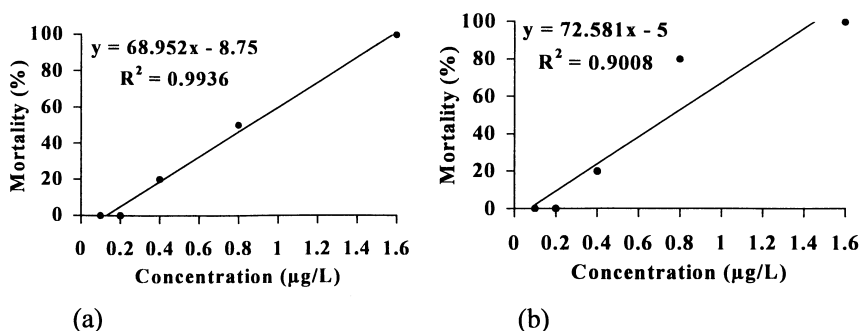 y = 68.952x - 8.75
R² = 0.9936
Mortality (%)
100
80
60
40
20
0
0 0.2 0.4 0.6 0.8 1 1.2 1.4 1.6
Concentration (µg/L)
(a)
y = 72.581x - 5
R² = 0.9008
Mortality (%)
100
80
60
40
20
0
0 0.2 0.4 0.6 0.8 1 1.2 1.4 1.6
Concentration (µg/L)
(b)